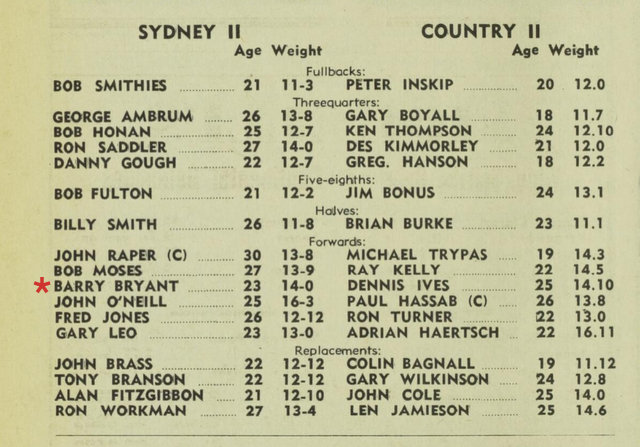 SYDNEY II COUNTRY II
Age Weight Age Weight
Fullbacks:
BOB SMITHIES 21 11-3 PETER INSKIP 20 12.0
Threequarters:
GEORGE AMBRUM 26 13-8 GARY BOYALL 18 11.7
BOB HONAN 25 12-7 KEN THOMPSON 24 12.10
RON SADDLER 27 14-0 DES KIMMORLEY 21 12.0
DANNY GOUGH 22 12-7 GREG. HANSON 18 12.2
Five-eighths:
BOB FULTON 21 12-2 JIM BONUS 24 13.1
Halves:
BILLY SMITH 26 11-8 BRIAN BURKE 23 11.1
Forwards:
JOHN RAPER (C) 30 13-8 MICHAEL TRYPAS 19 14.3
BOB MOSES 27 13-9 RAY KELLY 22 14.5
* BARRY BRYANT 23 14-0 DENNIS IVES 25 14.10
JOHN O'NEILL 25 16-3 PAUL HASSAB (C) 26 13.8
FRED JONES 26 12-12 RON TURNER 22 13.0
GARY LEO 23 13-0 ADRIAN HAERTSCH 22 16.11
Replacements:
JOHN BRASS 22 12-12 COLIN BAGNALL 19 11.12
TONY BRANSON 22 12-12 GARY WILKINSON 24 12.8
ALAN FITZGIBBON 21 12-10 JOHN COLE 25 14.0
RON WORKMAN 27 13-4 LEN JAMIESON 25 14.6